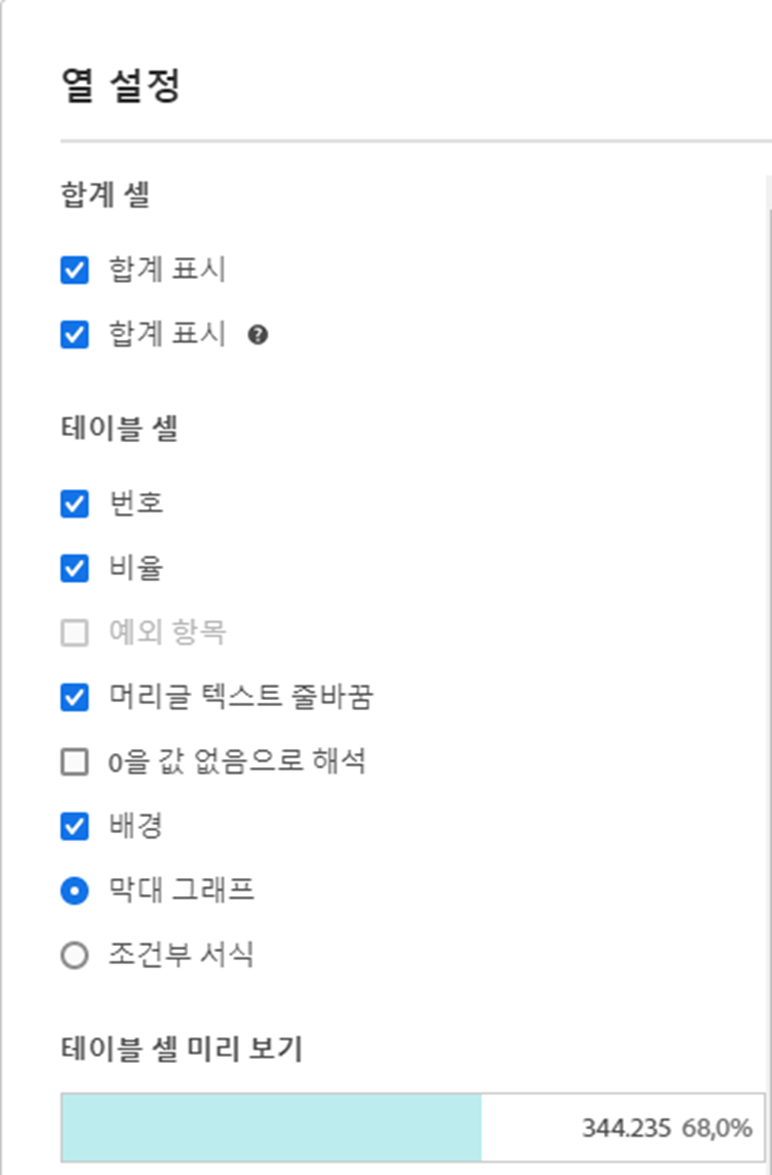 열 설정
합계 셀
합계 표시
합계 표시
테이블 셀
번호
비율
예외 항목
머리글 텍스트 줄바꿈
0을 값 없음으로 해석
배경
막대 그래프
조건부 서식
테이블 셀 미리 보기
344.235 68,0%